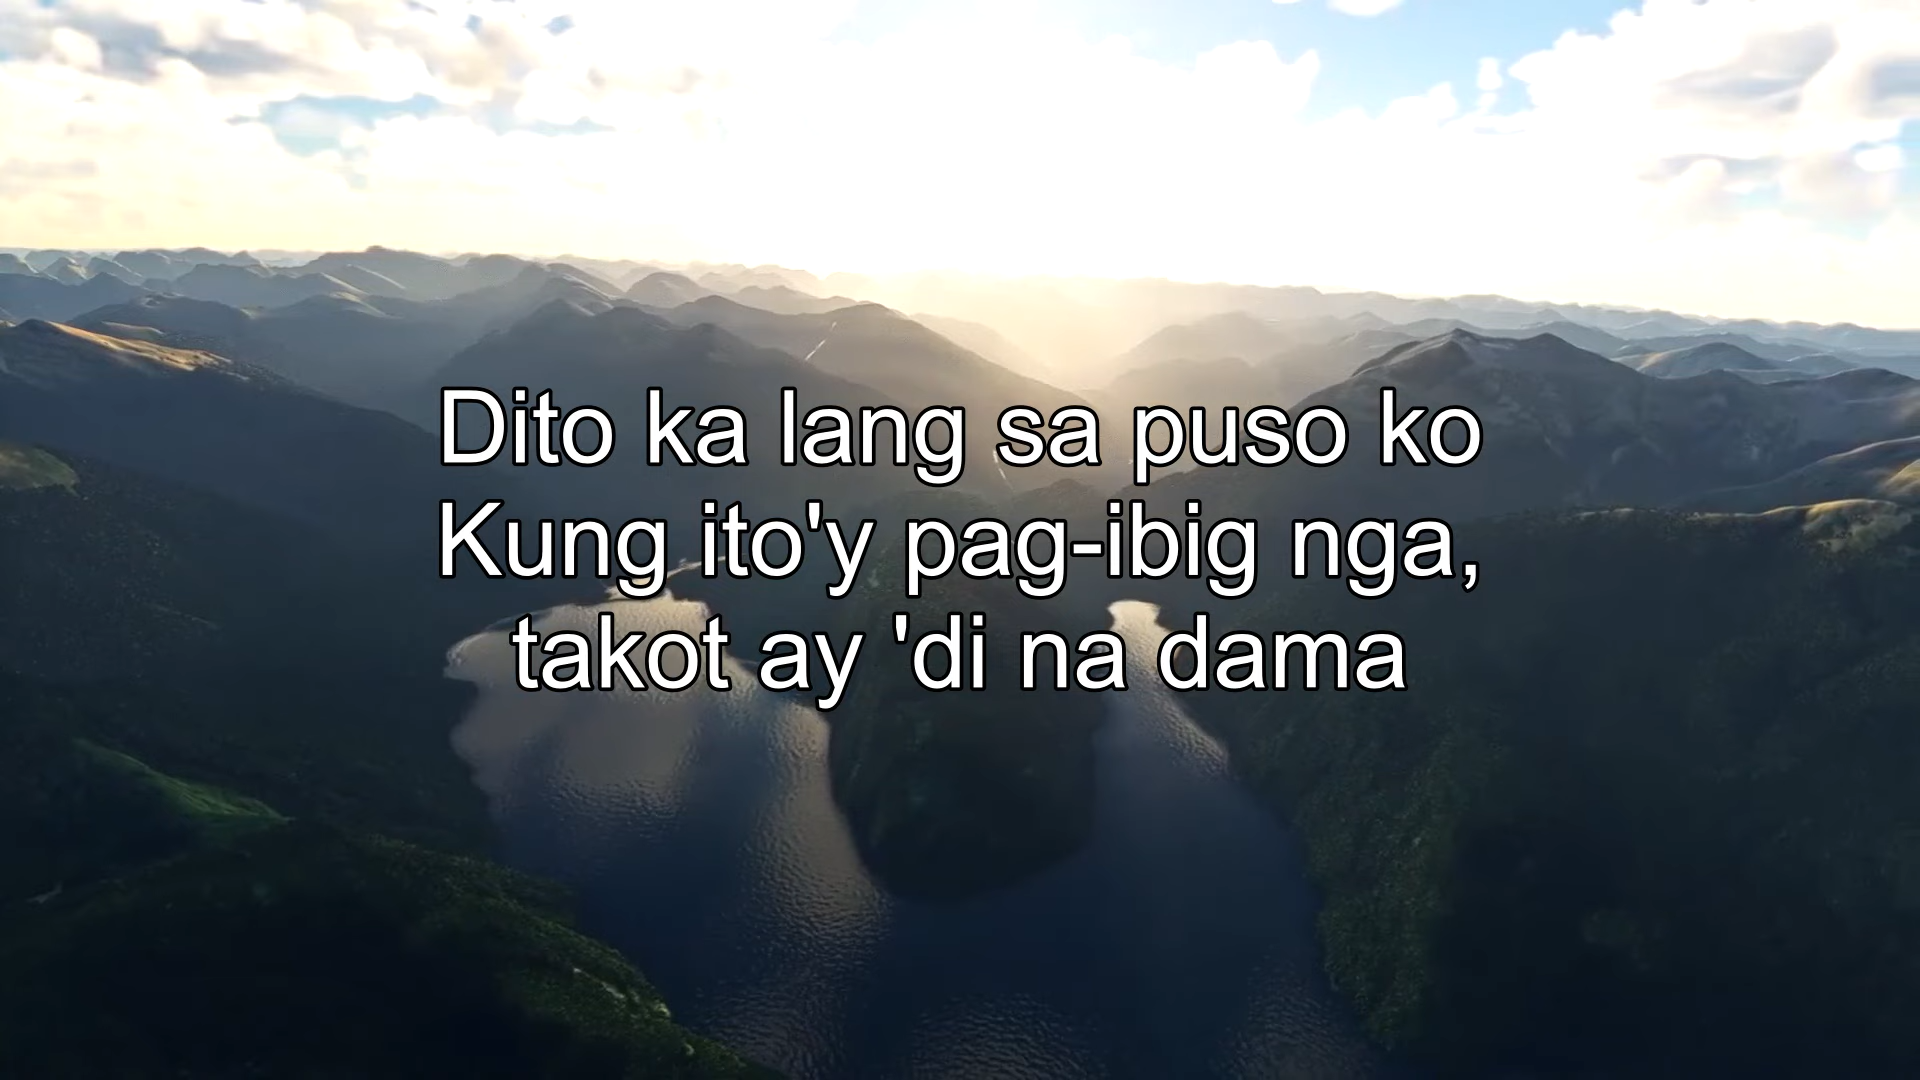 Dito ka lang sa puso ko
Kung ito'y pag-ibig nga,
takot ay 'di na dama